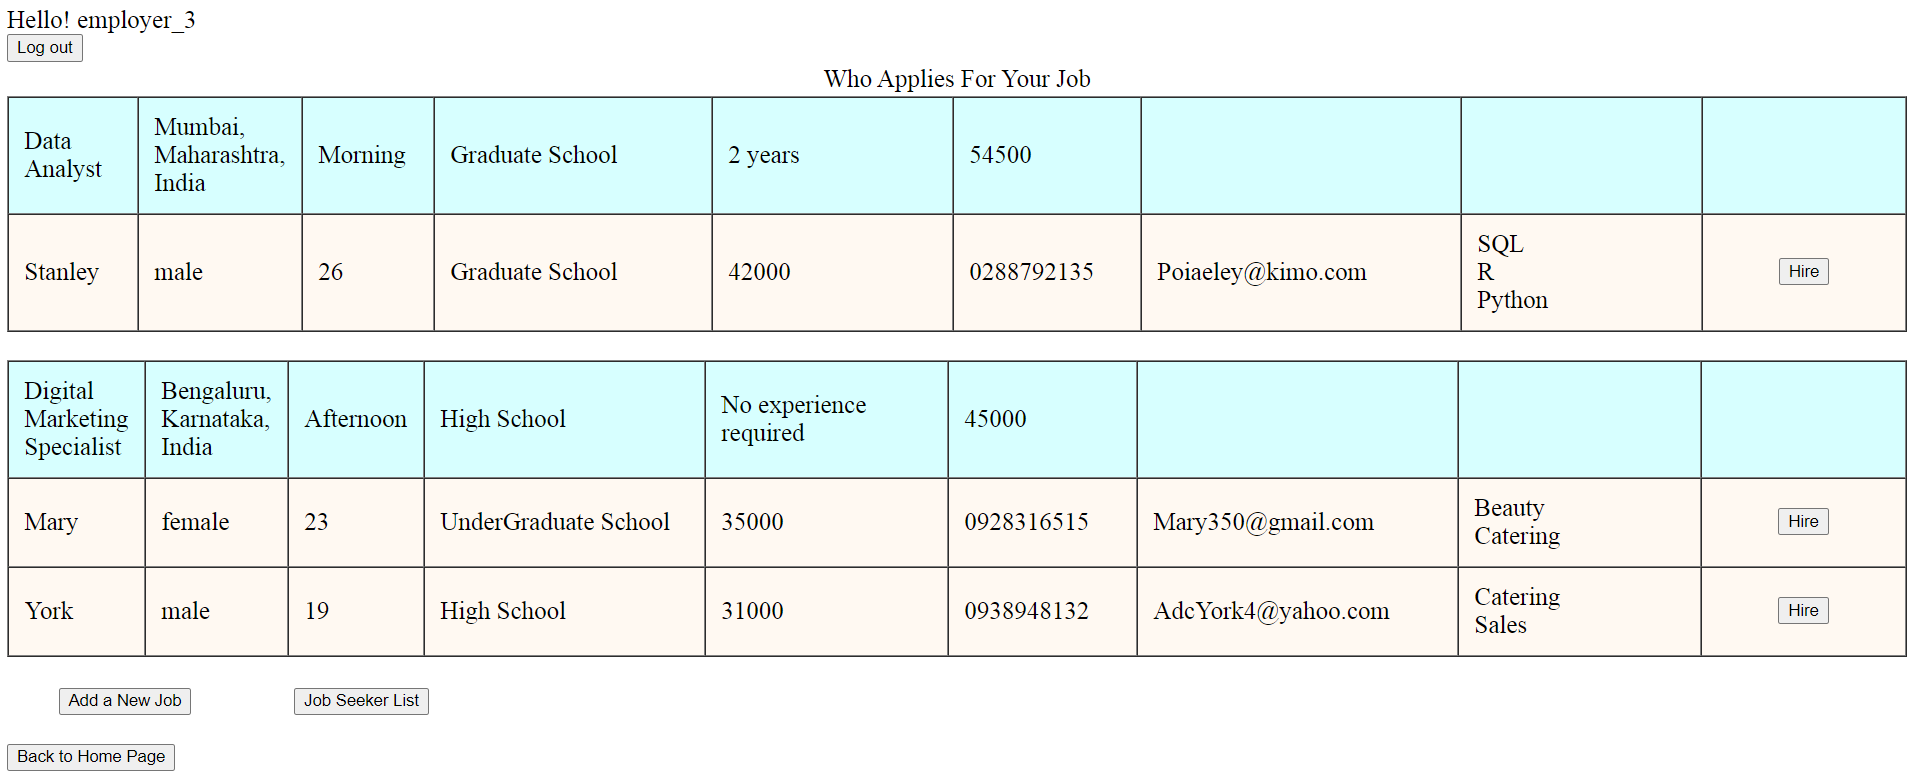 Hello! employer_3
Log out
Who Applies For Your Job
Data Analyst Mumbai, Maharashtra, India Morning Graduate School 2 years 54500
Stanley male 26 Graduate School 42000 0288792135 Poiaeley@kimo.com SQL R Python Hire
Digital Marketing Specialist Bengaluru, Karnataka, India Afternoon High School No experience required 45000
Mary female 23 UnderGraduate School 35000 0928316515 Mary350@gmail.com Beauty Catering Hire
York male 19 High School 31000 0938948132 AdcYork4@yahoo.com Catering Sales Hire
Add a New Job Job Seeker List
Back to Home Page